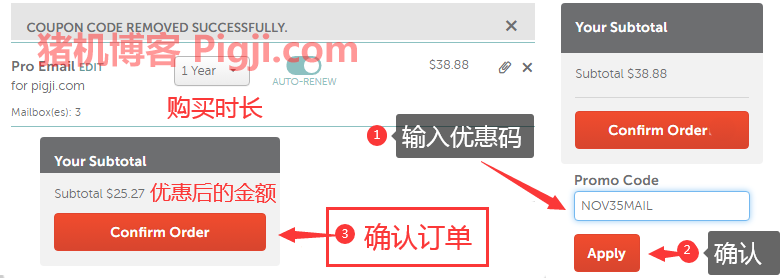 COUPON CODE REMOVED SUCCESSFULLY.
猪机博客 Pigji.com
Pro Email EDIT
for pigji.com
1 Year
AUTO-RENEW
$38.88
Mailbox(es): 3
购买时长
Your Subtotal
Subtotal $25.27 优惠后的金额
Confirm Order
3 确认订单
Your Subtotal
Subtotal $38.88
Confirm Order
1 输入优惠码
Promo Code
NOV35MAIL
Apply
2 确认